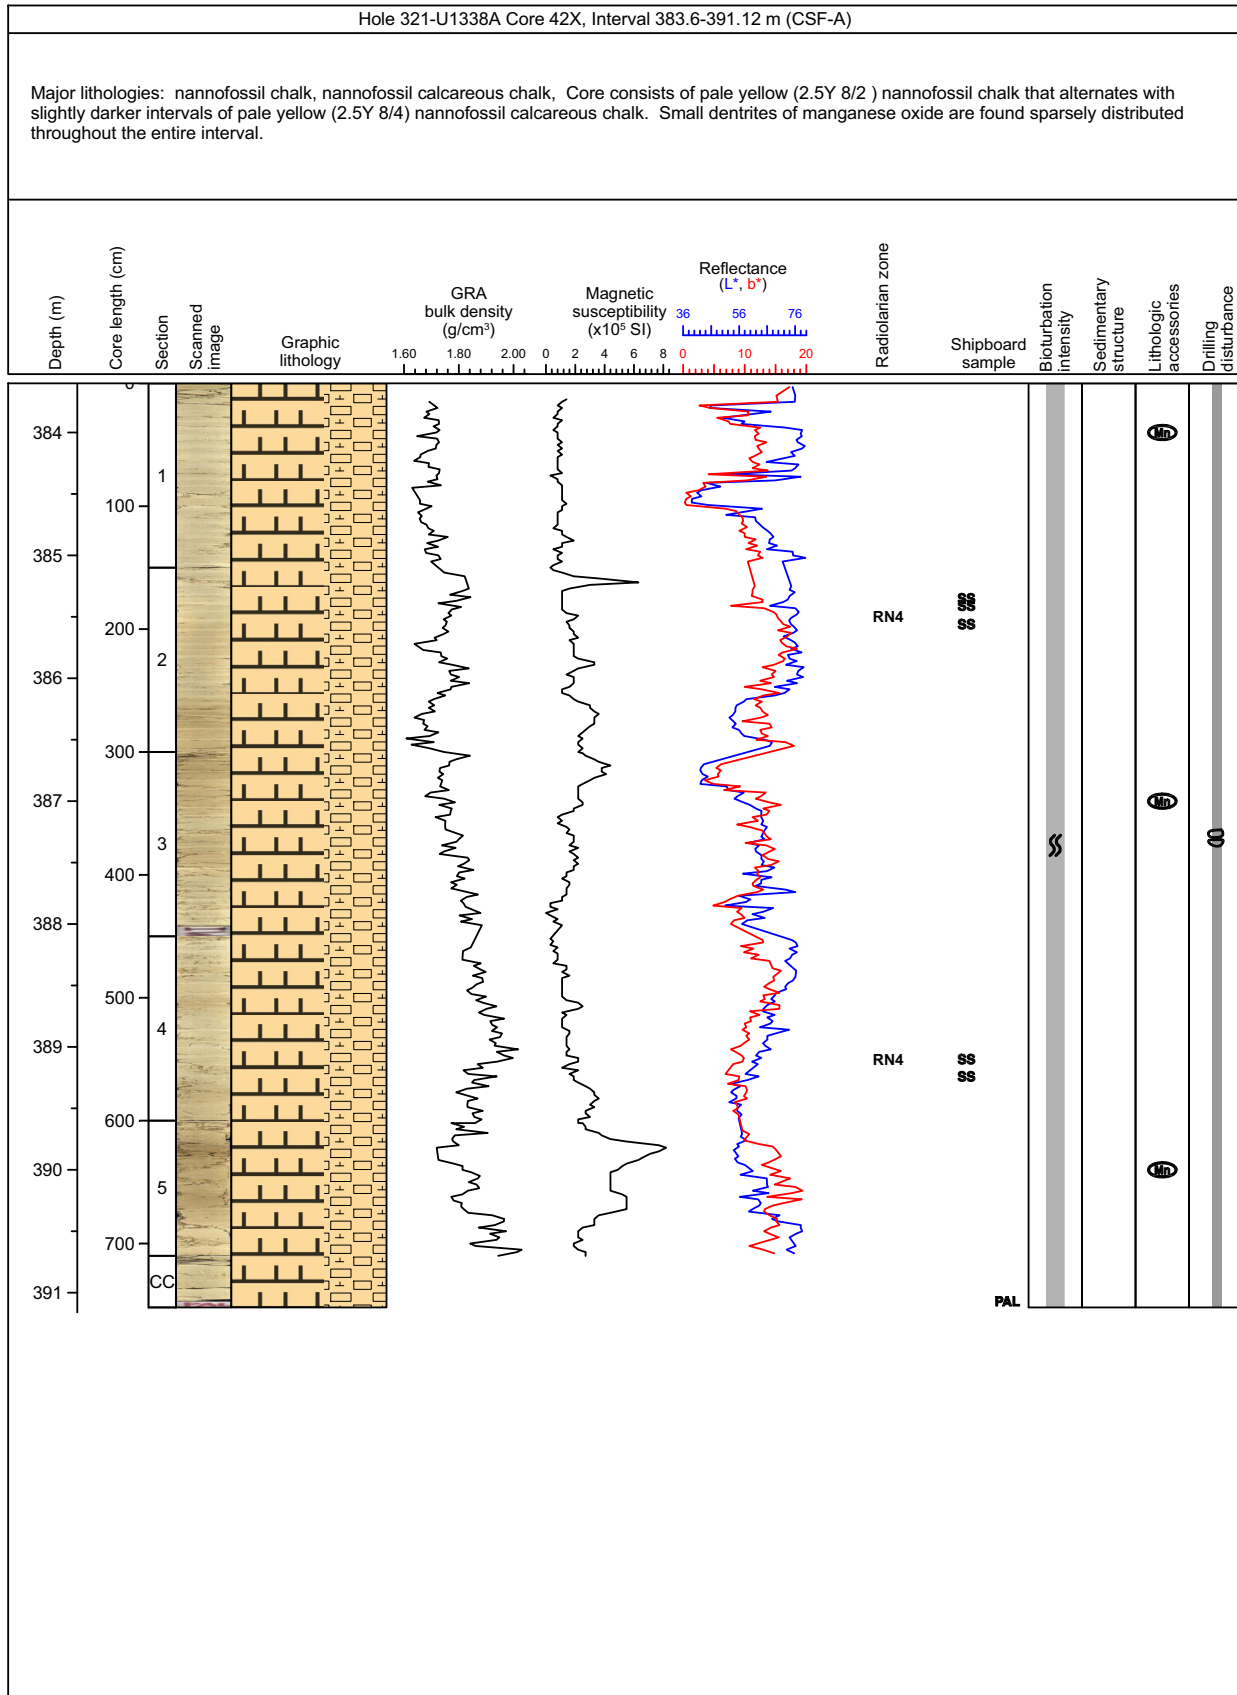 Hole 321-U1338A Core 42X, Interval 383.6-391.12 m (CSF-A)
Major lithologies:  nannofossil chalk, nannofossil calcareous chalk,  Core consists of pale yellow (2.5Y 8/2 ) nannofossil chalk that alternates with
slightly darker intervals of pale yellow (2.5Y 8/4) nannofossil calcareous chalk.  Small dentrites of manganese oxide are found sparsely distributed
throughout the entire interval.
Depth (m)
Core length (cm)
Section
Scanned
image
Graphic
lithology
GRA
bulk density
(g/cm³)
1.60 1.80 2.00
Magnetic
susceptibility
(x10⁵ SI)
0 2 4 6 8
Reflectance
(L*, b*)
36 56 76
0 10 20
Radiolarian zone
Shipboard
sample
Bioturbation
intensity
Sedimentary
structure
Lithologic
accessories
Drilling
disturbance
0
384
Mn
1
100
385
SS
SS
RN4
SS
200
2
386
300
387
Mn
3
400
388
500
4
389
RN4
SS
SS
600
390
Mn
5
700
CC
391
PAL